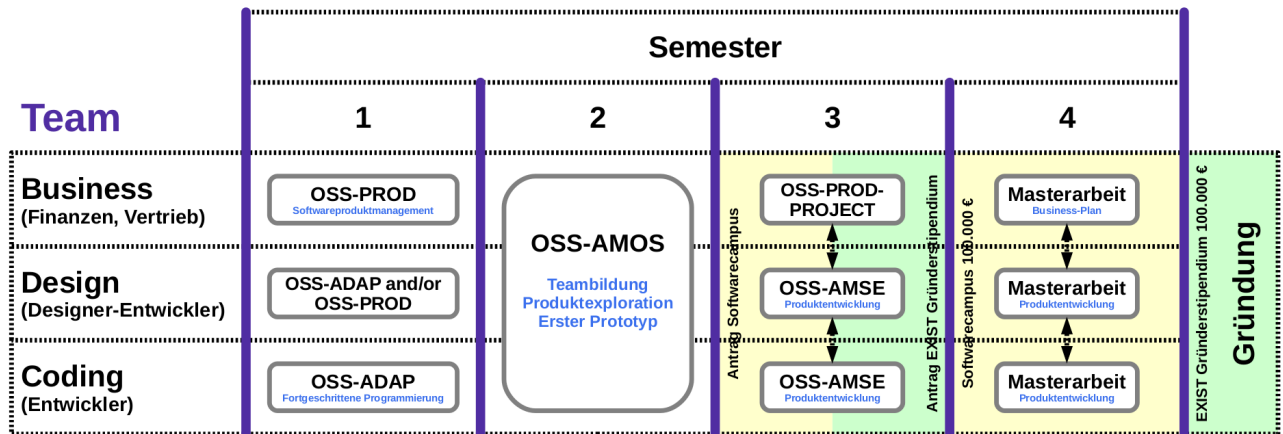 Semester
Team
1
2
3
4
Business
(Finanzen, Vertrieb)
OSS-PROD
Softwareproduktmanagement
OSS-AMOS
Teambildung
Produktexploration
Erster Prototyp
Antrag Softwarecampus
OSS-PROD-
PROJECT
Antrag EXIST Gründerstipendium
Softwarecampus 100.000 €
Masterarbeit
Business-Plan
EXIST Gründerstipendium 100.000 €
Gründung
Design
(Designer-Entwickler)
OSS-ADAP and/or
OSS-PROD
OSS-AMSE
Produktentwicklung
Masterarbeit
Produktentwicklung
Coding
(Entwickler)
OSS-ADAP
Fortgeschrittene Programmierung
OSS-AMSE
Produktentwicklung
Masterarbeit
Produktentwicklung